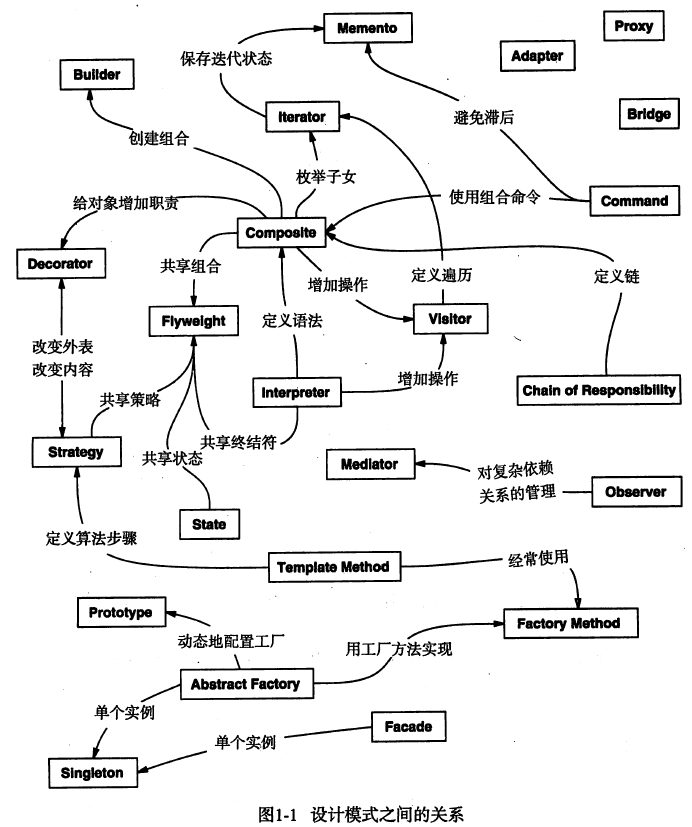 Memento
Proxy
Adapter
保存迭代状态
Builder
Iterator
避免滞后
Bridge
创建组合
枚举子女
使用组合命令
Command
给对象增加职责
Composite
Decorator
共享组合
增加操作
定义遍历
定义链
Flyweight
定义语法
Visitor
改变外表
改变内容
共享策略
Interpreter
增加操作
Chain of Responsibility
Strategy
共享状态
共享终结符
Mediator
对复杂依赖
关系的管理
Observer
State
定义算法步骤
Template Method
经常使用
Prototype
Factory Method
动态地配置工厂
用工厂方法实现
Abstract Factory
单个实例
Facade
单个实例
Singleton
图1-1 设计模式之间的关系